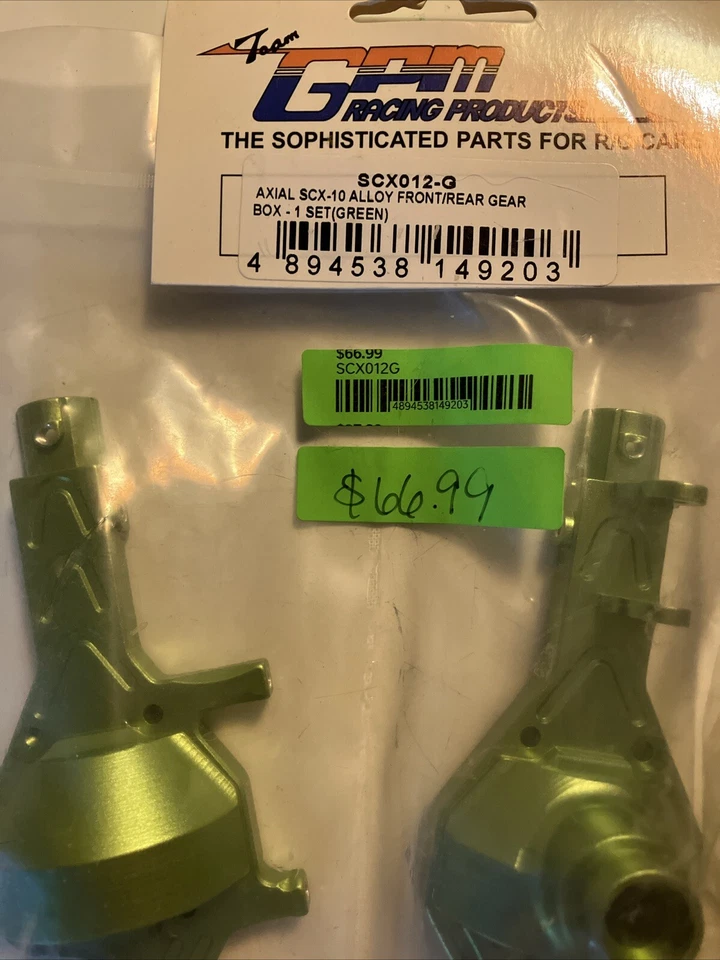 Team
GPM
RACING PRODUCTS
THE SOPHISTICATED PARTS FOR R/C CARS
SCX012-G
AXIAL SCX-10 ALLOY FRONT/REAR GEAR
BOX - 1 SET(GREEN)
4 894538 149203
$66.99
SCX012G
4894538149203
$66.99